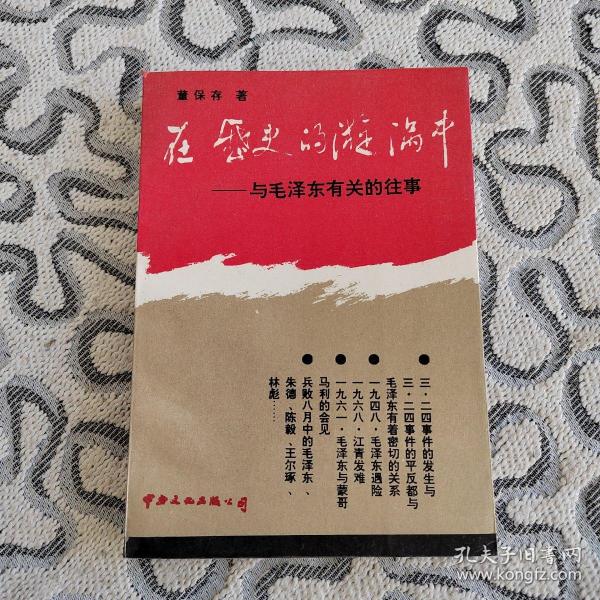 董保存 著
在歷史的漩渦中
——与毛泽东有关的往事
●三·二四事件的发生与
三·二四事件的平反都与
毛泽东有着密切的关系
●一九四八·毛泽东遇险
一九六八·江青发难
●一九六一·毛泽东与蒙哥
马利的会见
●兵败八月中的毛泽东、
朱德、陈毅、王尔琢、
林彪……
中外文化出版公司
孔夫子旧书网
www.kongfz.com